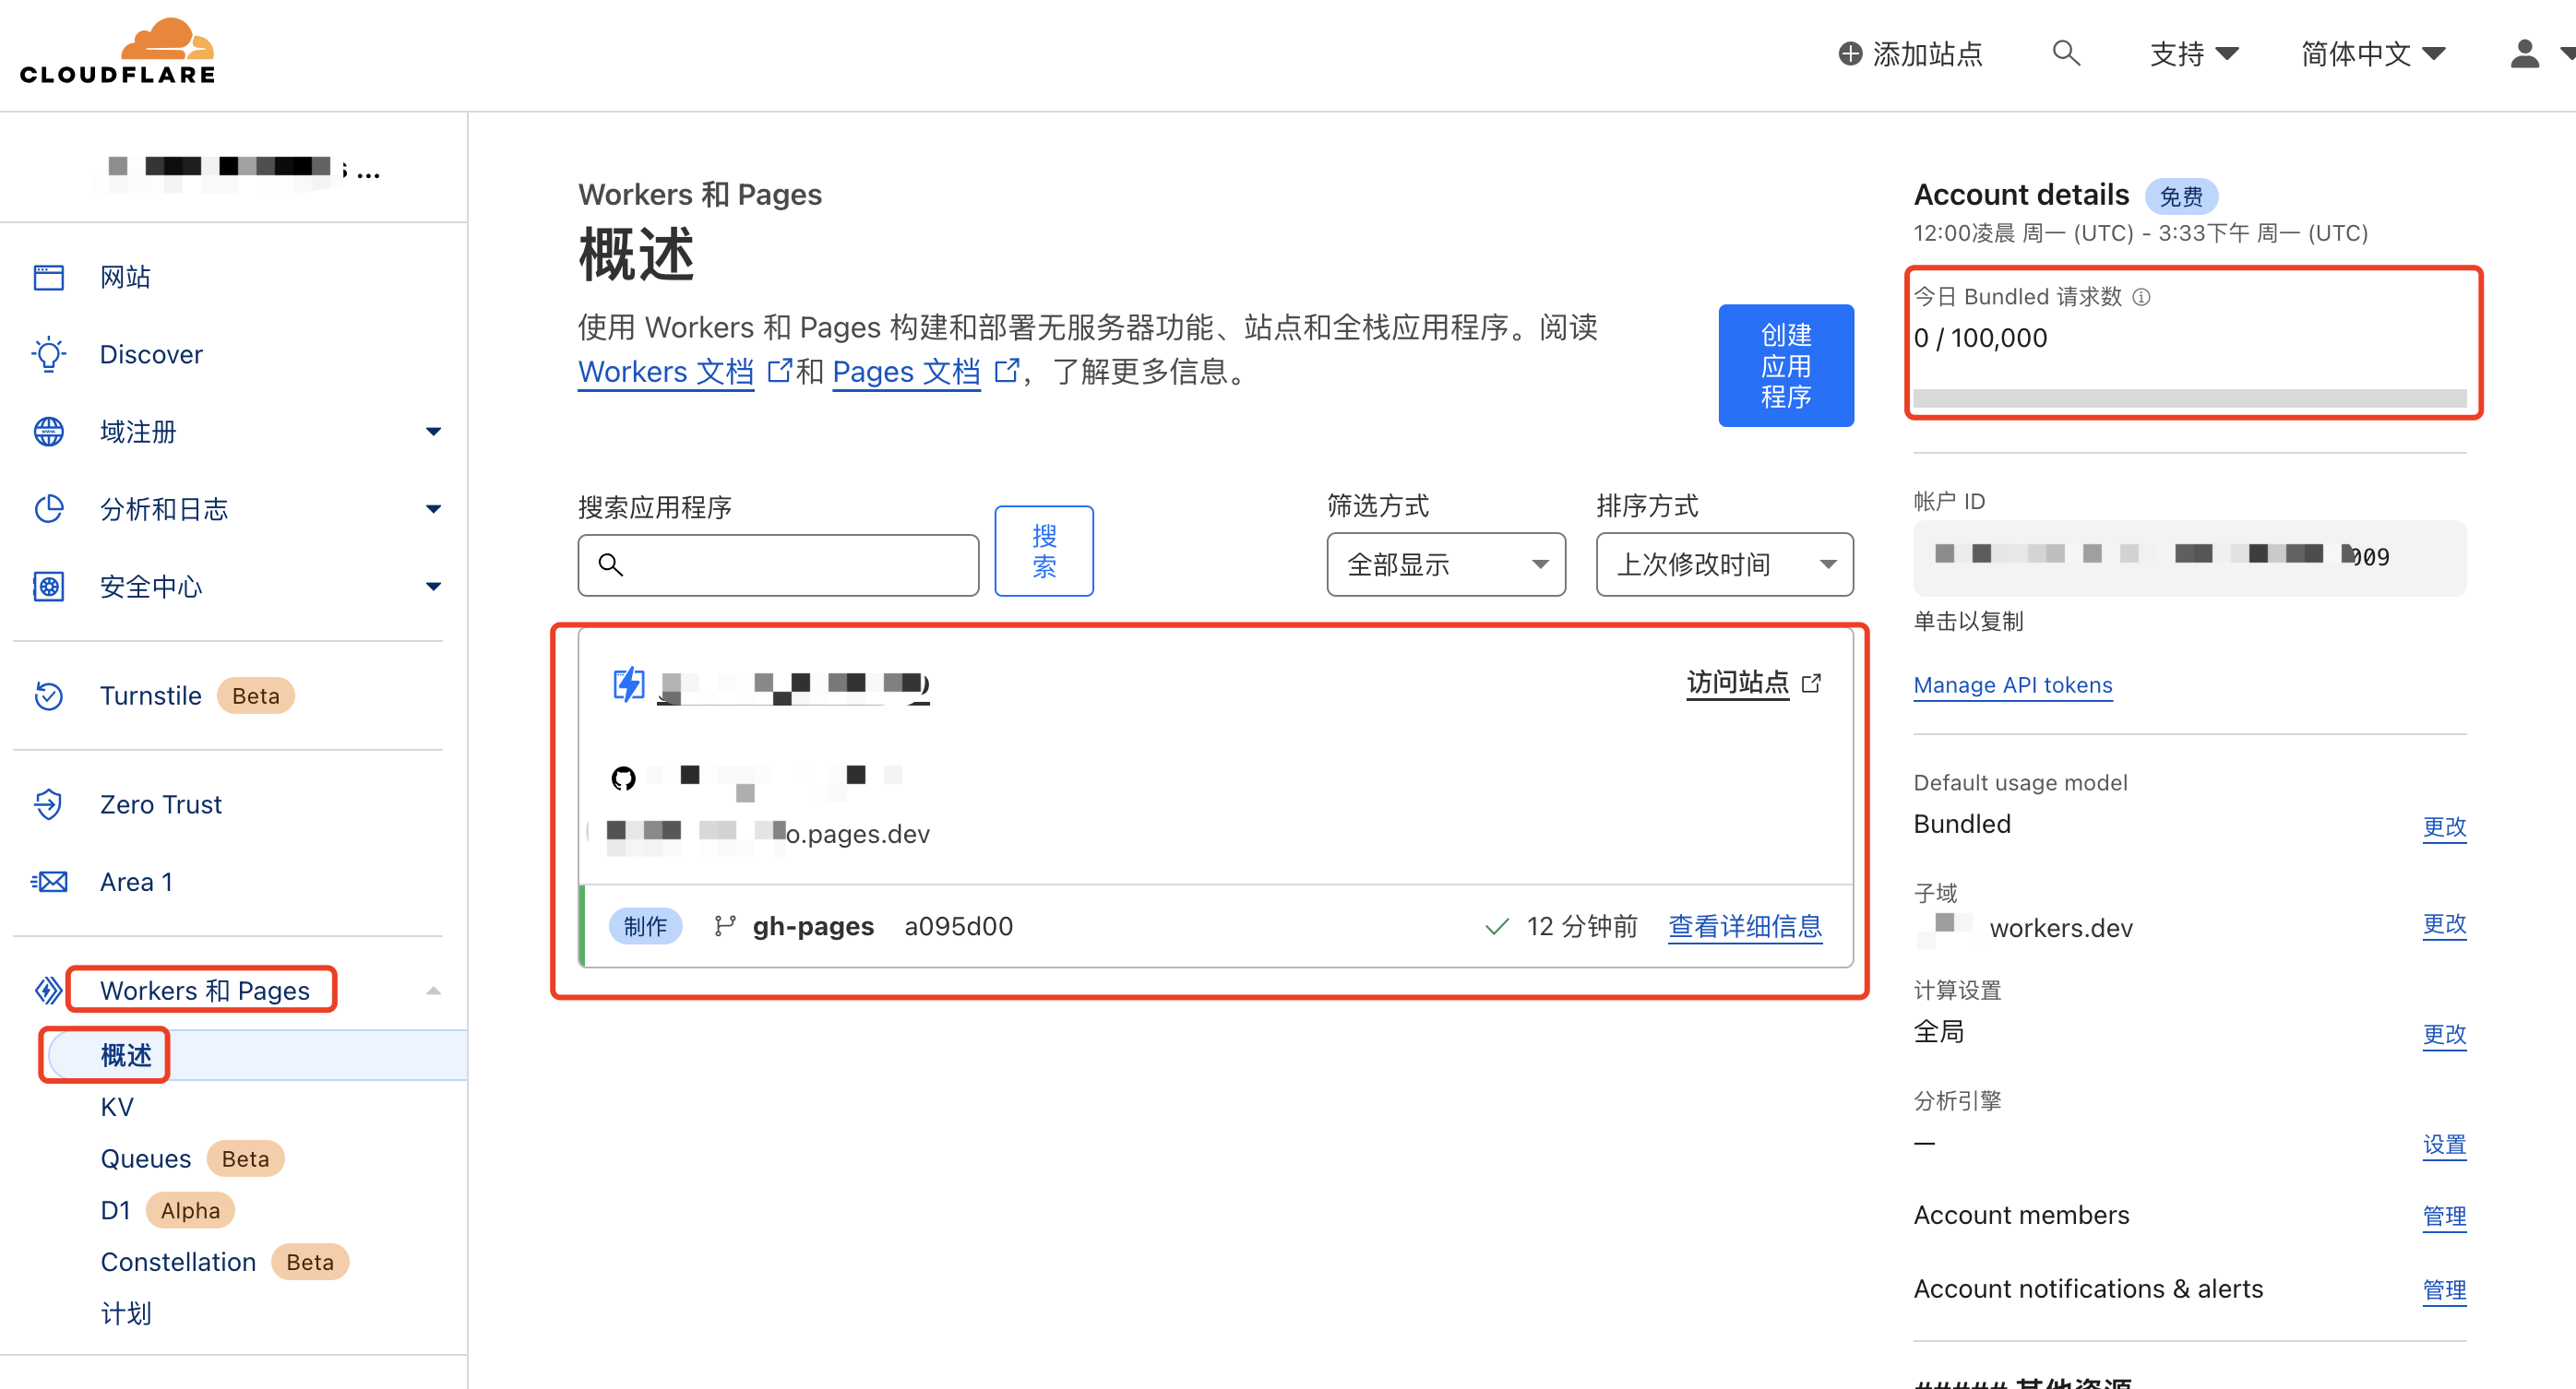 CLOUDFLARE
添加站点
支持
简体中文
...
网站
Discover
域注册
分析和日志
安全中心
Turnstile Beta
Zero Trust
Area 1
Workers 和 Pages
概述
KV
Queues Beta
D1 Alpha
Constellation Beta
计划
Workers 和 Pages
概述
使用 Workers 和 Pages 构建和部署无服务器功能、站点和全栈应用程序。阅读
Workers 文档 和 Pages 文档 ，了解更多信息。
创建
应用
程序
搜索应用程序
搜
索
筛选方式
全部显示
排序方式
上次修改时间
访问站点
o.pages.dev
制作 gh-pages a095d00 12 分钟前 查看详细信息
Account details 免费
12:00凌晨 周一 (UTC) - 3:33下午 周一 (UTC)
今日 Bundled 请求数
0 / 100,000
帐户 ID
009
单击以复制
Manage API tokens
Default usage model
Bundled 更改
子域
workers.dev 更改
计算设置
全局 更改
分析引擎
— 设置
Account members 管理
Account notifications & alerts 管理
##### 其他资源